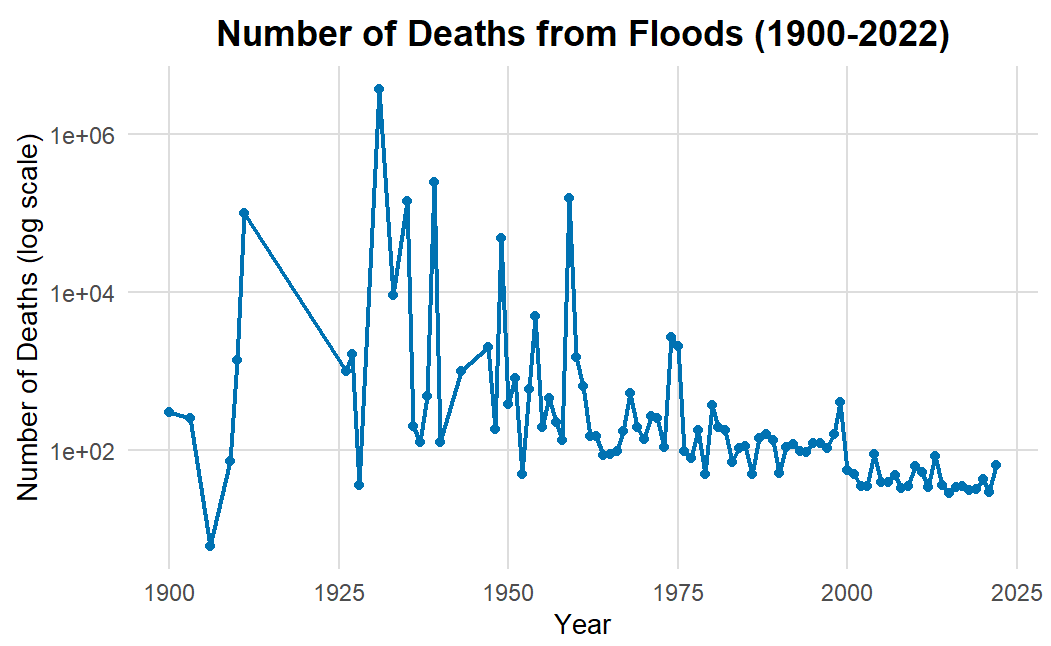 Number of Deaths from Floods (1900-2022)
Number of Deaths (log scale)
1e+06
1e+04
1e+02
1900 1925 1950 1975 2000 2025
Year